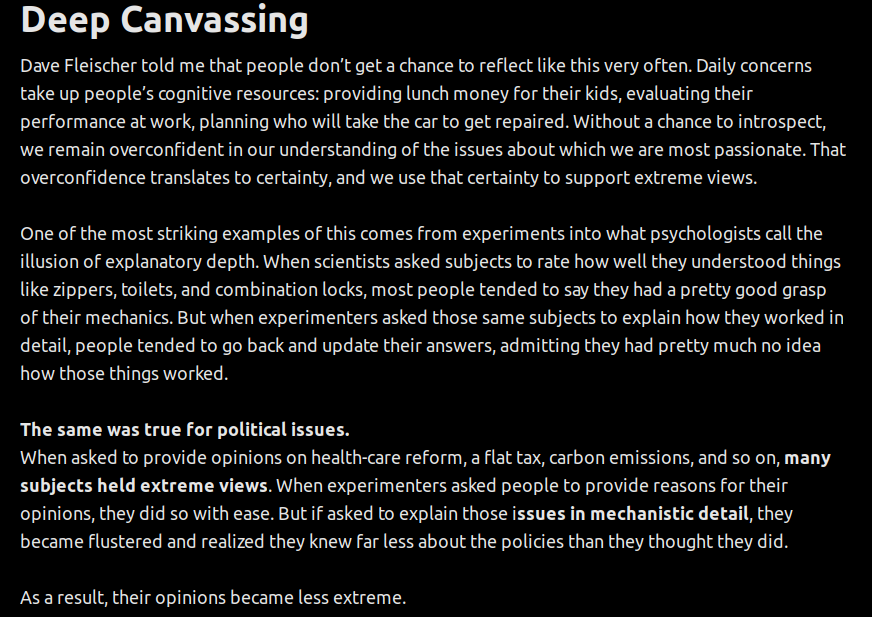 Deep Canvassing
Dave Fleischer told me that people don’t get a chance to reflect like this very often. Daily concerns
take up people’s cognitive resources: providing lunch money for their kids, evaluating their
performance at work, planning who will take the car to get repaired. Without a chance to introspect,
we remain overconfident in our understanding of the issues about which we are most passionate. That
overconfidence translates to certainty, and we use that certainty to support extreme views.
One of the most striking examples of this comes from experiments into what psychologists call the
illusion of explanatory depth. When scientists asked subjects to rate how well they understood things
like zippers, toilets, and combination locks, most people tended to say they had a pretty good grasp
of their mechanics. But when experimenters asked those same subjects to explain how they worked in
detail, people tended to go back and update their answers, admitting they had pretty much no idea
how those things worked.
The same was true for political issues.
When asked to provide opinions on health-care reform, a flat tax, carbon emissions, and so on, many
subjects held extreme views. When experimenters asked people to provide reasons for their
opinions, they did so with ease. But if asked to explain those issues in mechanistic detail, they
became flustered and realized they knew far less about the policies than they thought they did.
As a result, their opinions became less extreme.